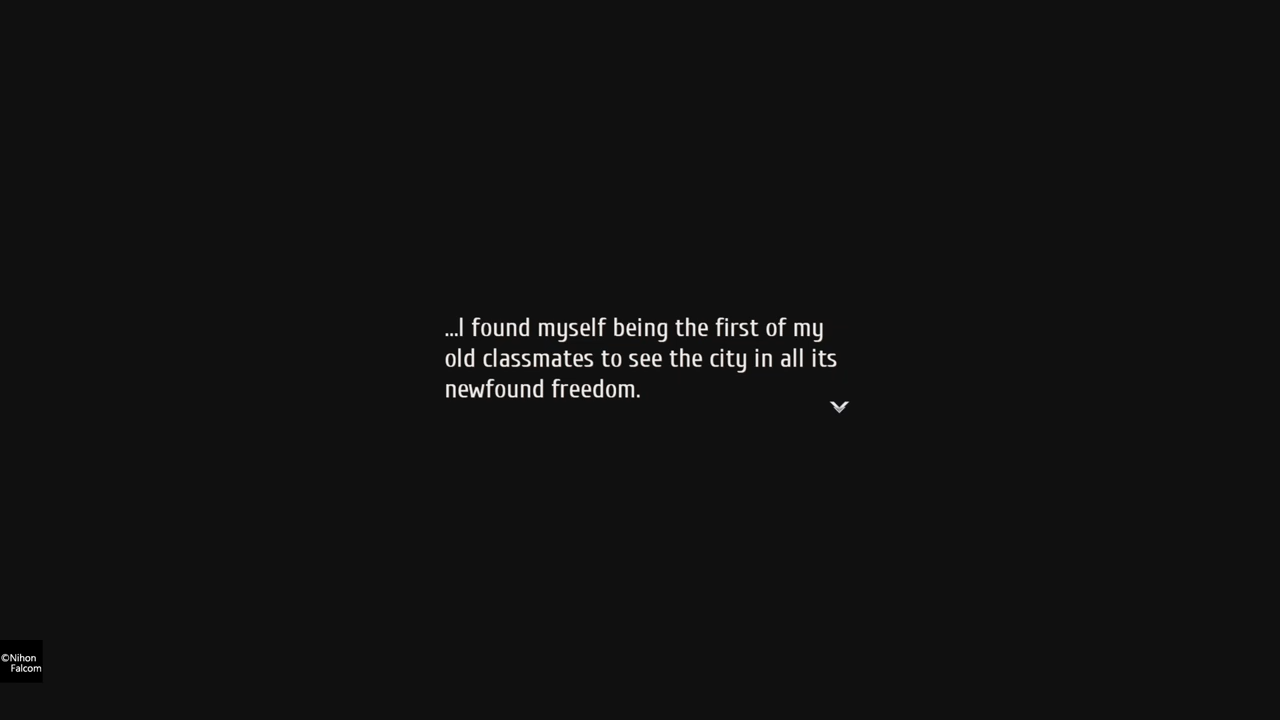 ...I found myself being the first of my
old classmates to see the city in all its
newfound freedom.
©Nihon
Falcom